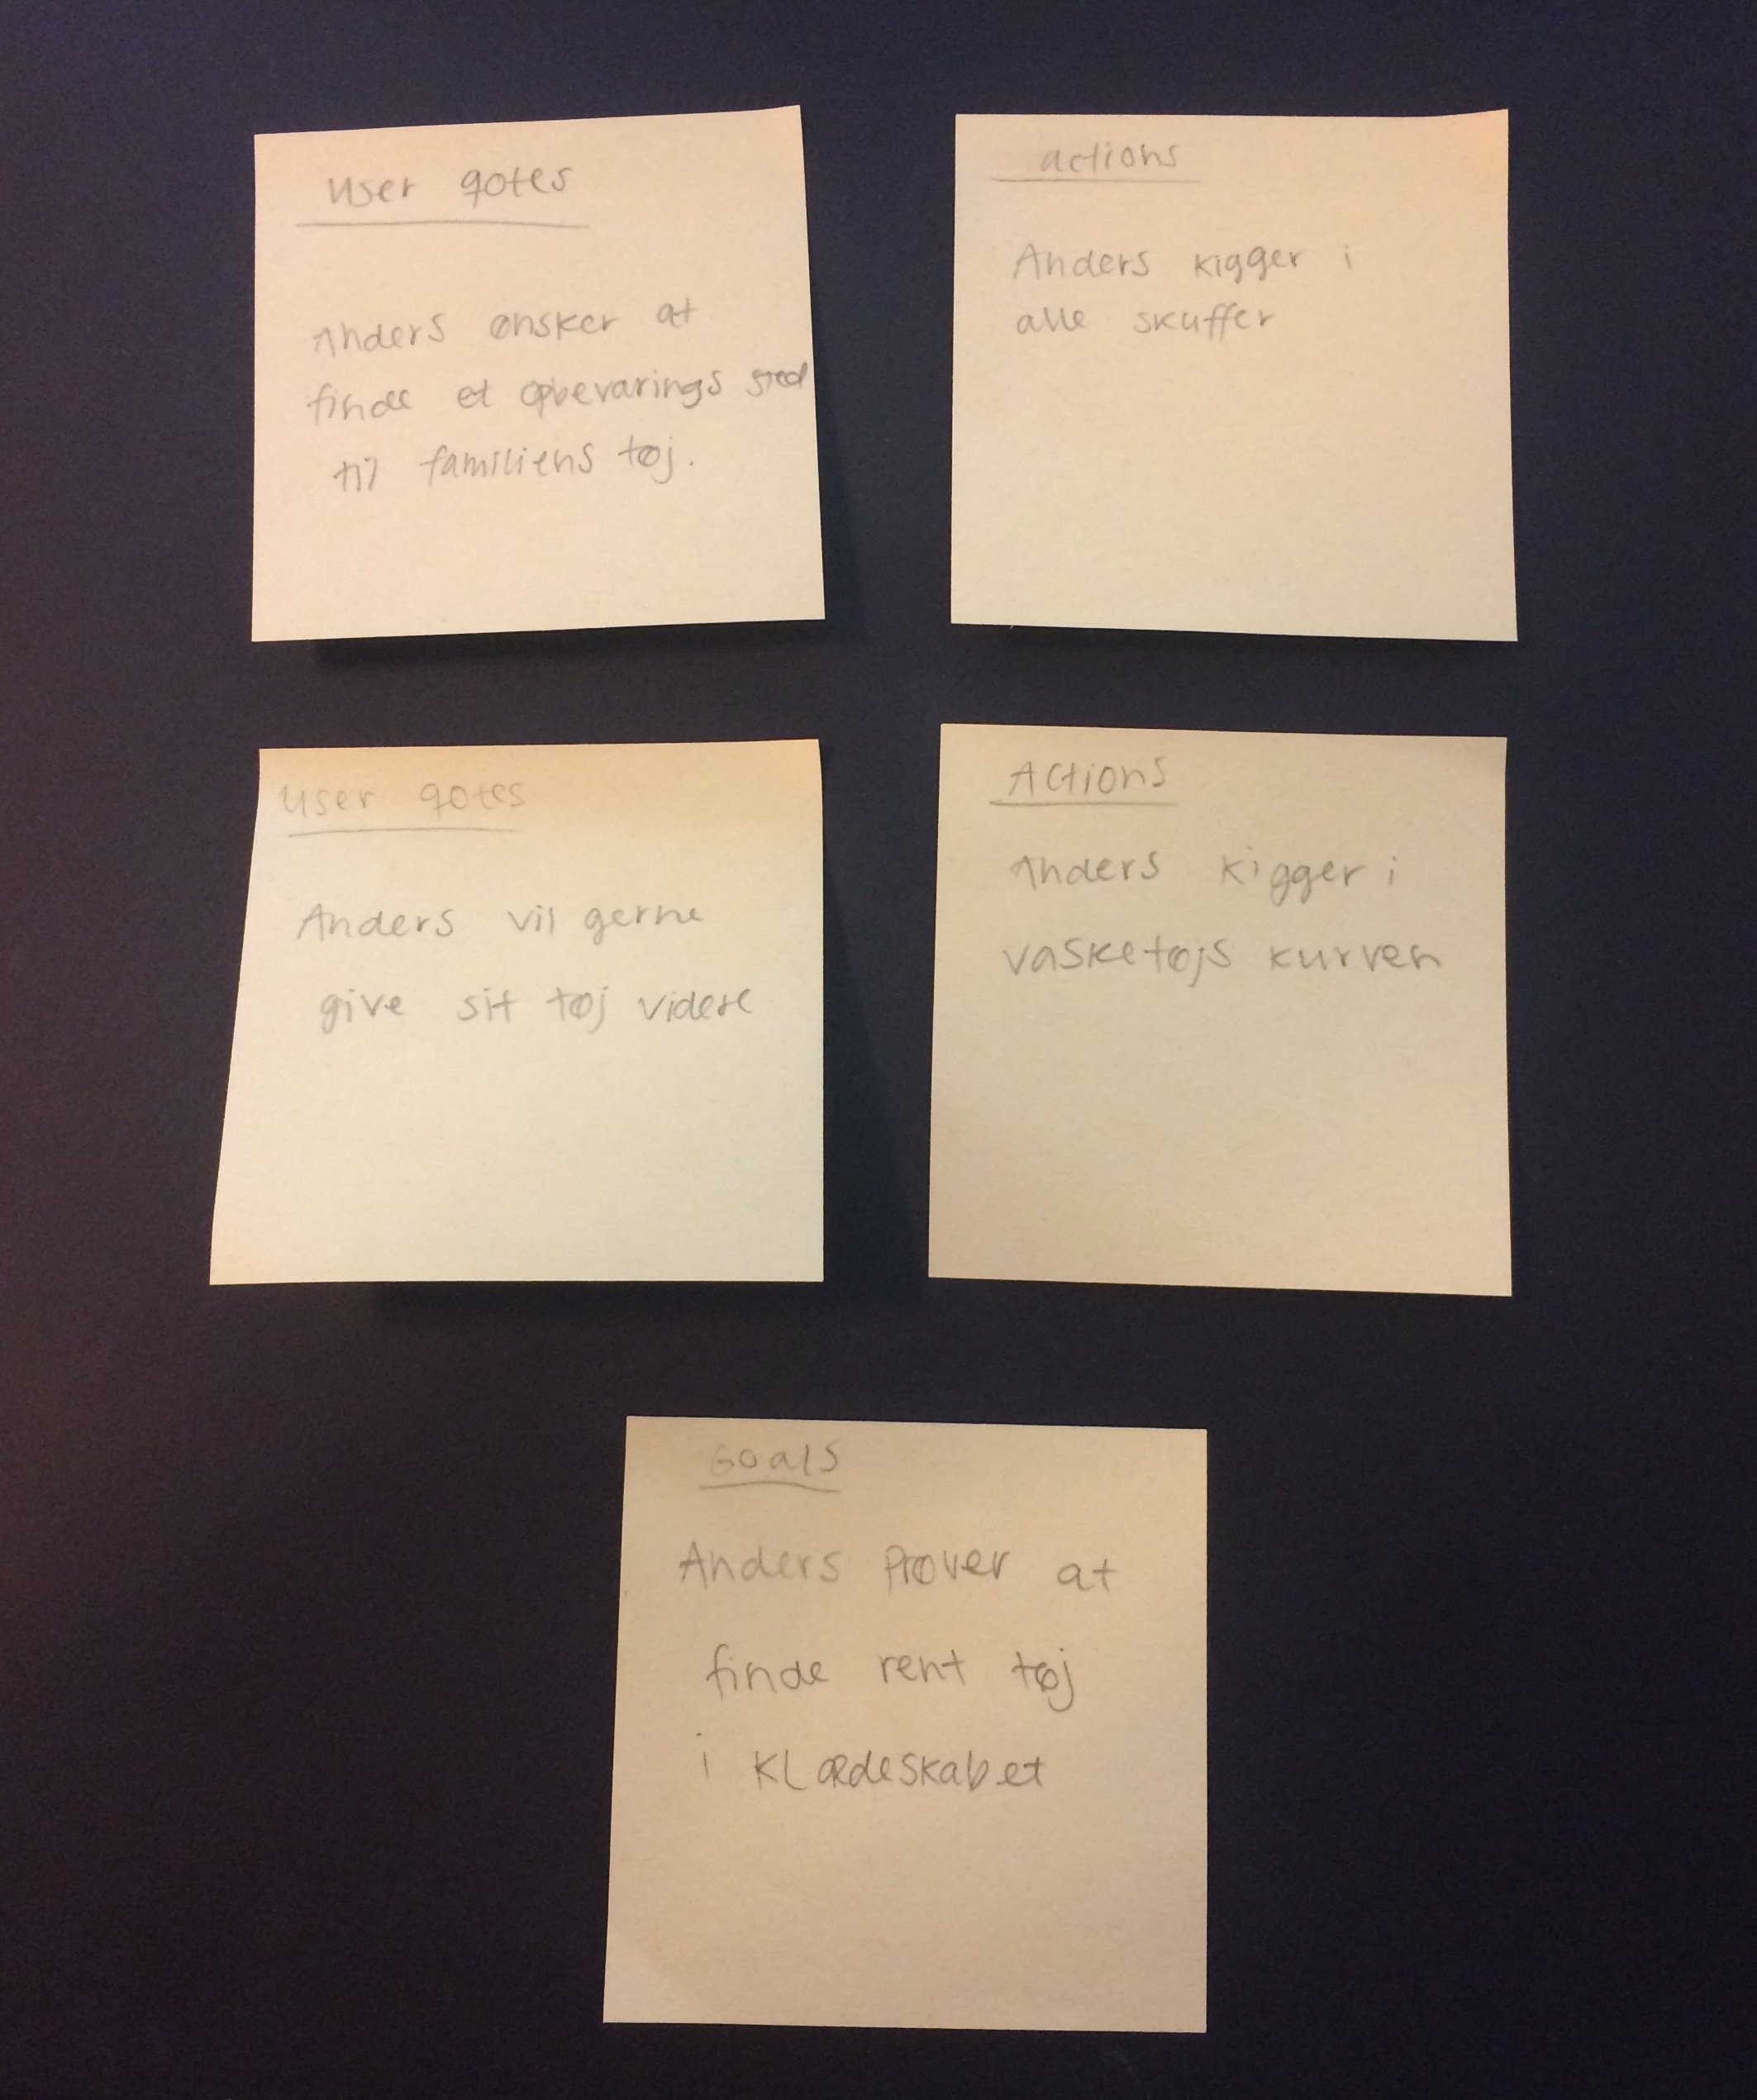 User qotes
Anders ønsker at
finde et opbevarings sted
til familiens tøj.
actions
Anders kigger i
alle skuffer
User qotes
Anders vil gerne
give sit tøj videre
Actions
Anders kigger i
vasketøjs kurven
Goals
Anders prøver at
finde rent tøj
i klædeskabet